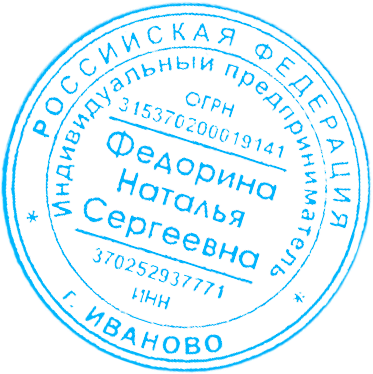 РОССИЙСКАЯ ФЕДЕРАЦИЯ
Индивидуальный предприниматель
ОГРН
315370200019141
Федорина
Наталья
Сергеевна
370252937771
ИНН
* г. ИВАНОВО *